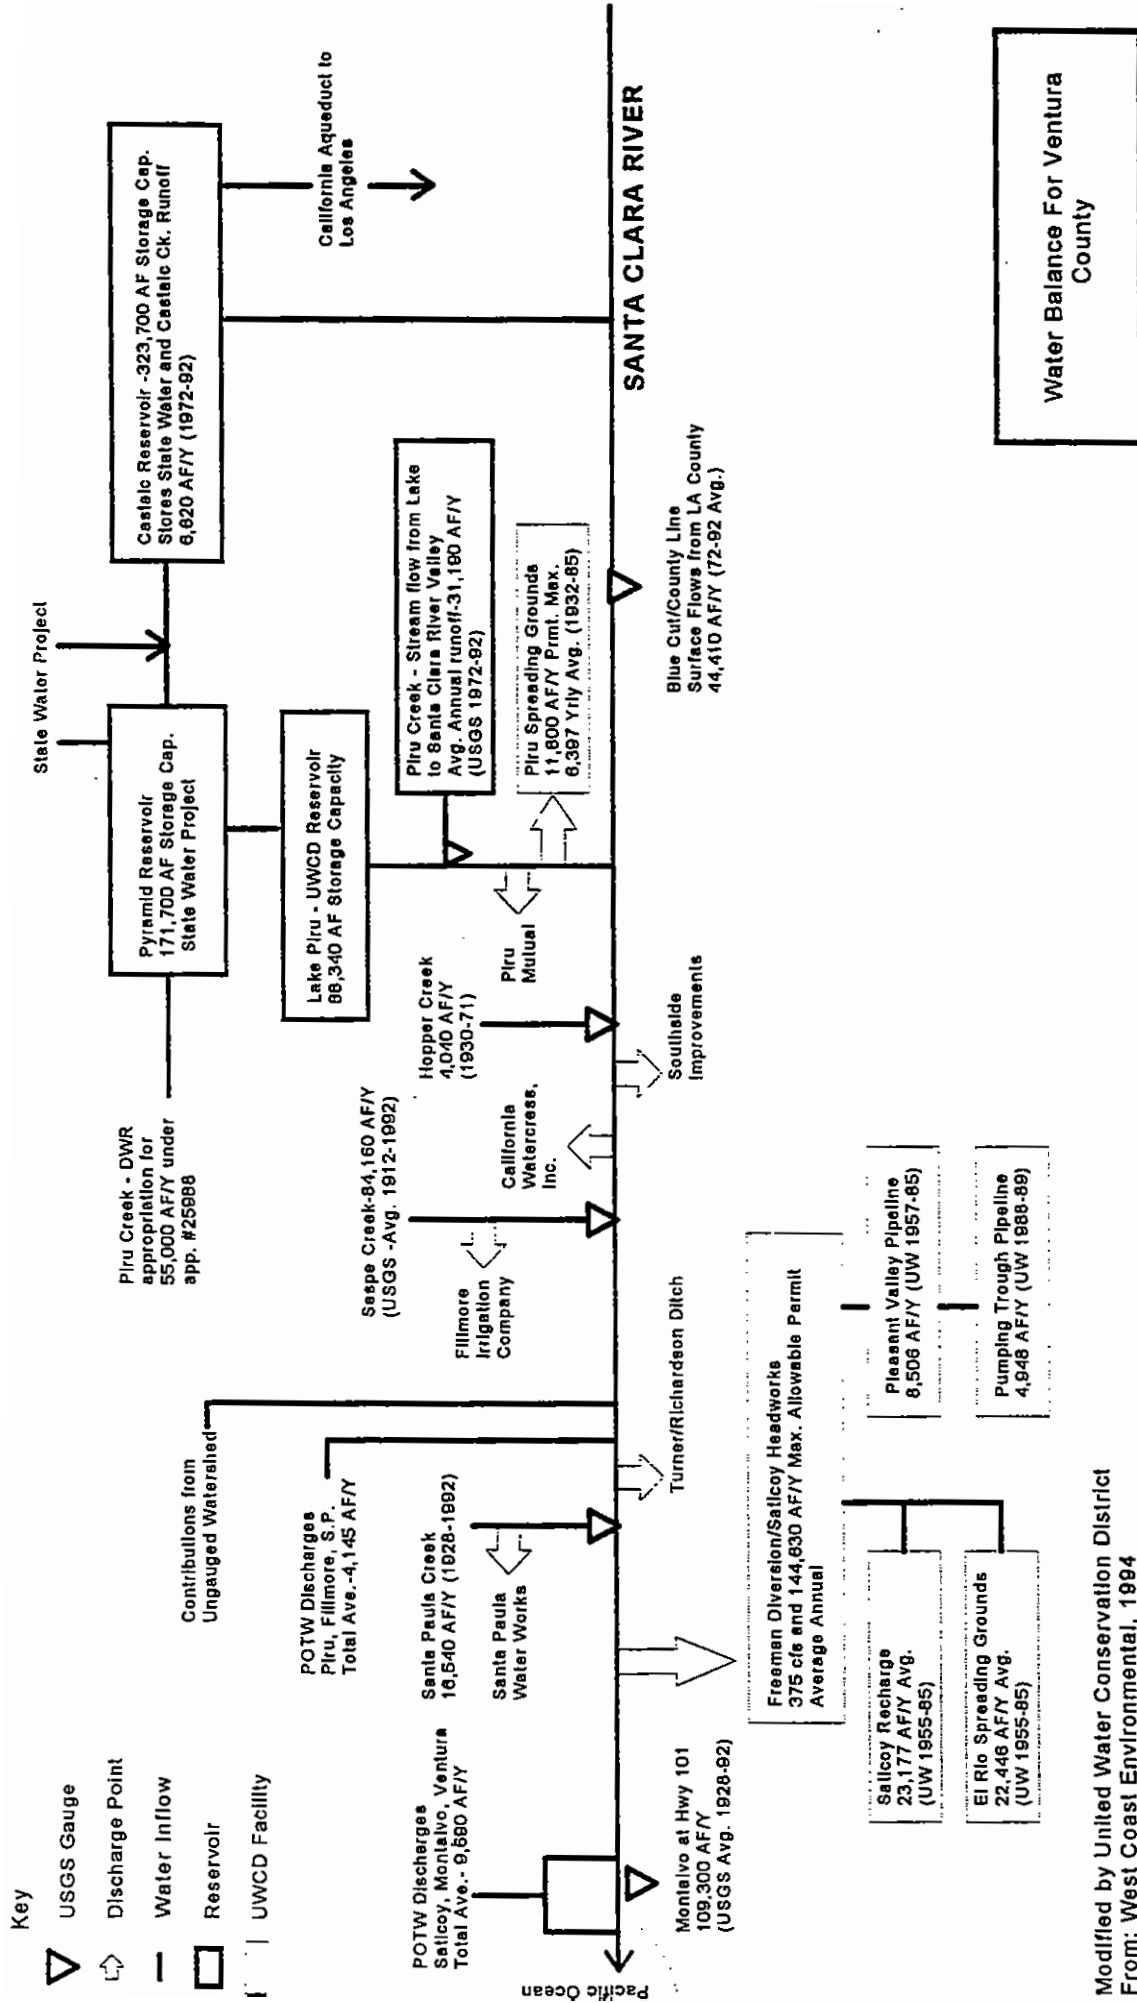 Key
USGS Gauge
Discharge Point
Water Inflow
Reservoir
UWCD Facility
State Water Project
Piru Creek - DWR
appropriation for
55,000 AF/Y under
app. #25988
Pyramid Reservoir
171,700 AF Storage Cap.
State Water Project
Castaic Reservoir -323,700 AF Storage Cap.
Stores State Water and Castaic Ck. Runoff
6,620 AF/Y (1972-92)
California Aqueduct to
Los Angeles
Lake Piru - UWCD Reservoir
88,340 AF Storage Capacity
Piru Creek - Stream flow from Lake
to Santa Clara River Valley
Avg. Annual runoff-31,190 AF/Y
(USGS 1972-92)
Piru Spreading Grounds
11,800 AF/Y Prmt. Max.
6,397 Yrly Avg. (1932-85)
Piru
Mutual
Hopper Creek
4,040 AF/Y
(1930-71)
Sespe Creek-84,160 AF/Y
(USGS -Avg. 1912-1992)
California
Watercress,
Inc.
Fillmore
Irrigation
Company
Contributions from
Ungauged Watershed
POTW Discharges
Piru, Fillmore, S.P.
Total Ave.-4,145 AF/Y
Santa Paula Creek
16,540 AF/Y (1928-1992)
Santa Paula
Water Works
POTW Discharges
Saticoy, Montalvo, Ventura
Total Ave.- 9,690 AF/Y
Pacific Ocean
SANTA CLARA RIVER
Montalvo at Hwy 101
109,300 AF/Y
(USGS Avg. 1928-92)
Turner/Richardson Ditch
Southside
Improvements
Blue Cut/County Line
Surface Flows from LA County
44,410 AF/Y (72-92 Avg.)
Freeman Diversion/Saticoy Headworks
375 cfs and 144,630 AF/Y Max. Allowable Permit
Average Annual
Saticoy Recharge
23,177 AF/Y Avg.
(UW 1955-85)
El Rio Spreading Grounds
22,446 AF/Y Avg.
(UW 1955-85)
Pleasant Valley Pipeline
8,506 AF/Y (UW 1957-85)
Pumping Trough Pipeline
4,948 AF/Y (UW 1988-89)
Water Balance For Ventura
County
Modified by United Water Conservation District
From: West Coast Environmental, 1994